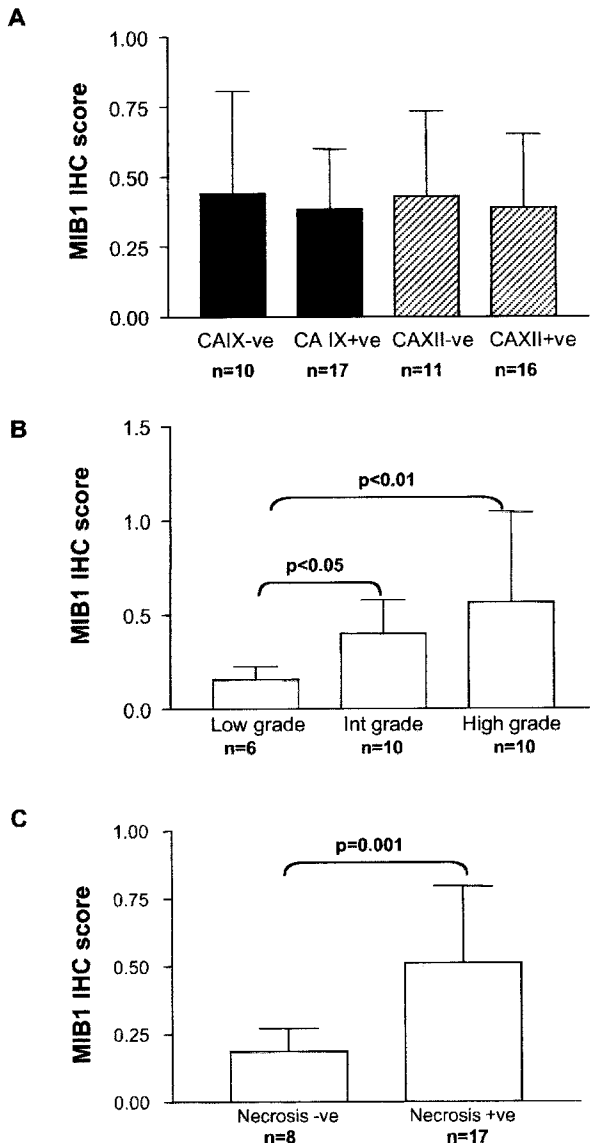 A
MIB1 IHC score
1.00
0.75
0.50
0.25
0.00
CAIX-ve CA IX+ve CAXII-ve CAXII+ve
n=10 n=17 n=11 n=16
B
MIB1 IHC score
1.5
1.0
0.5
0.0
p<0.01
p<0.05
Low grade Int grade High grade
n=6 n=10 n=10
C
MIB1 IHC score
1.00
0.75
0.50
0.25
0.00
p=0.001
Necrosis -ve Necrosis +ve
n=8 n=17